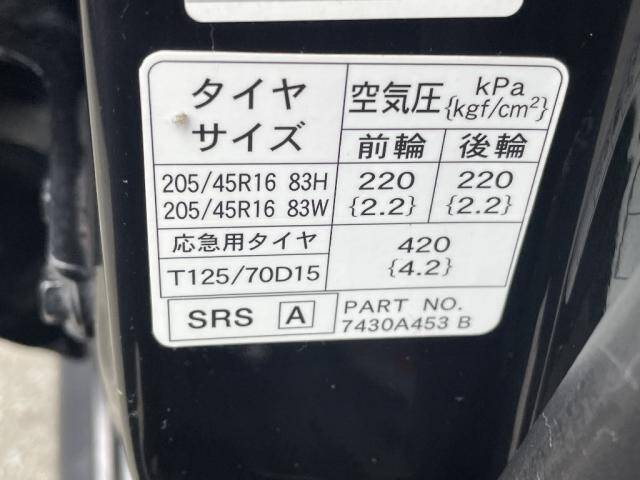 タイヤ
サイズ
空気圧 kPa
{kgf/cm²}
前輪 後輪
205/45R16 83H
205/45R16 83W
220
{2.2}
220
{2.2}
応急用タイヤ
T125/70D15
420
{4.2}
SRS A
PART NO.
7430A453 B